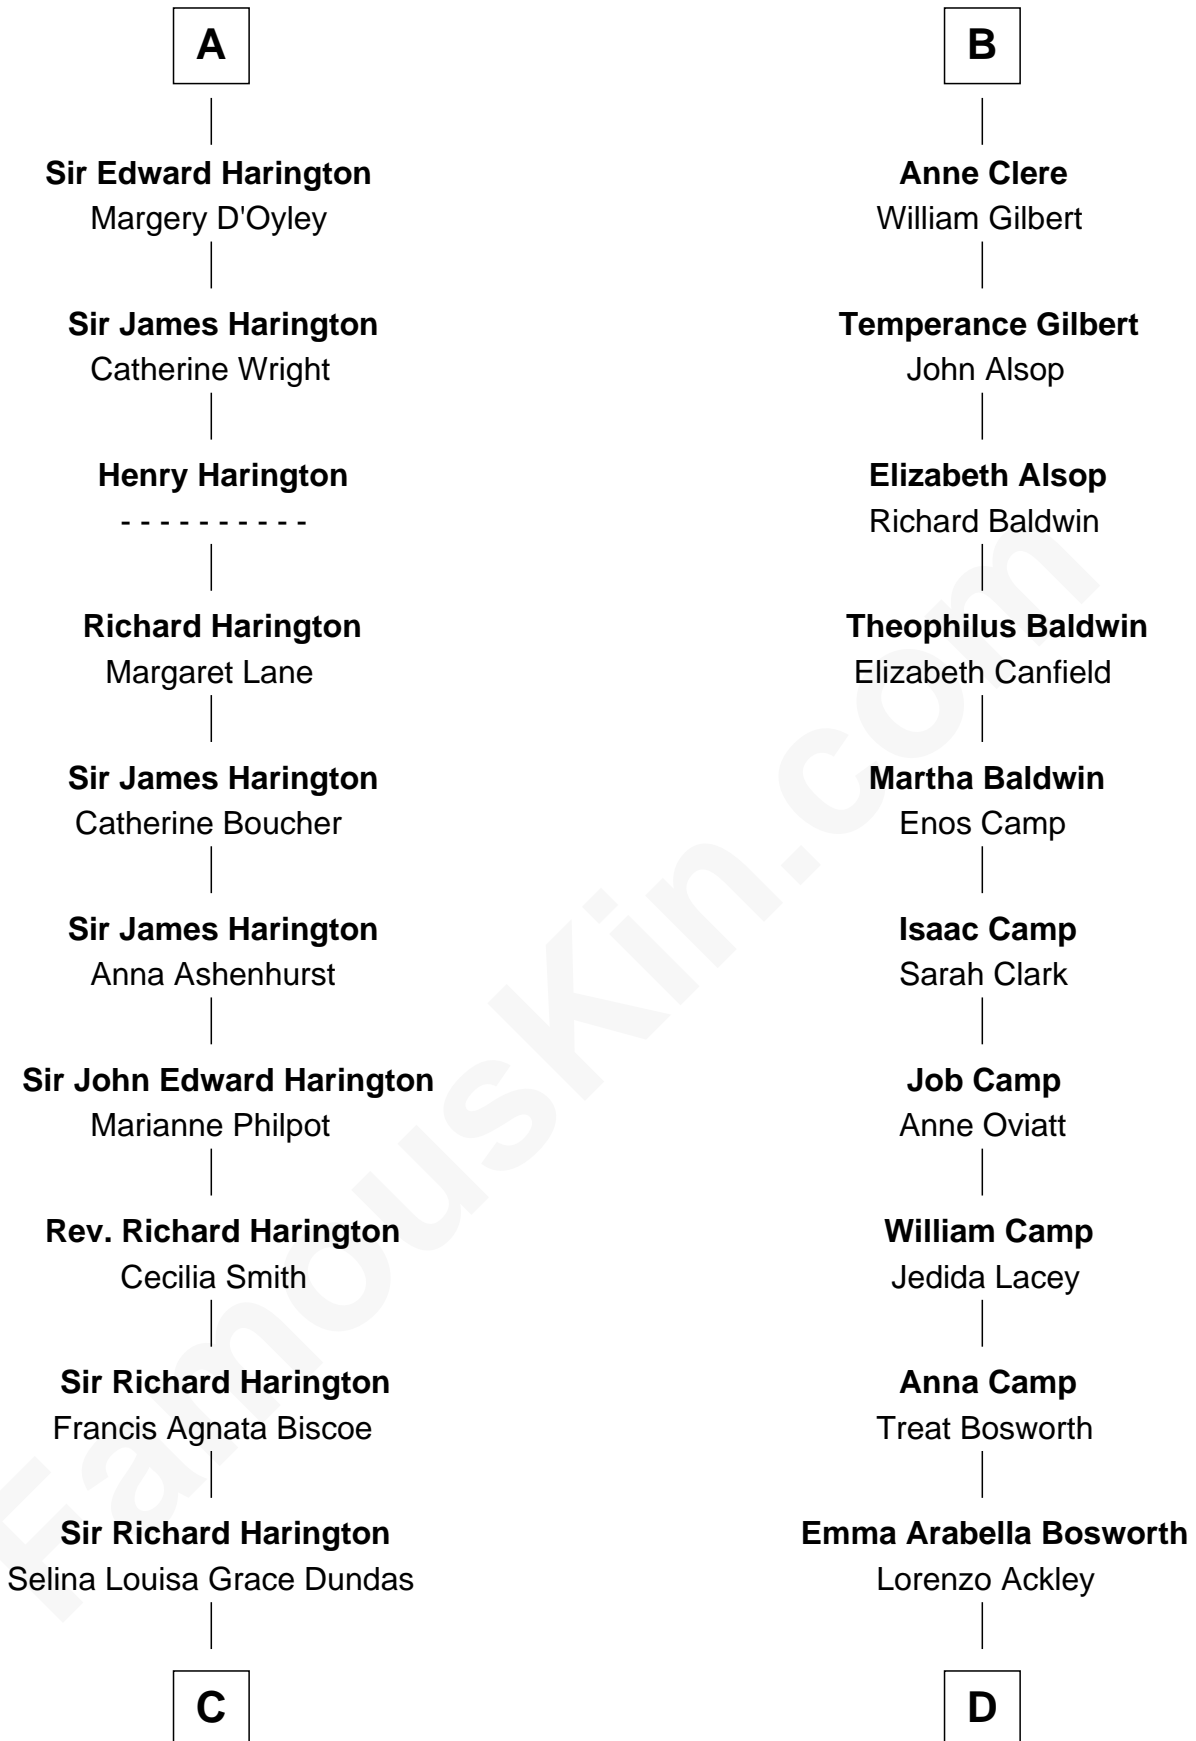 A
Sir Edward Harington
Margery D'Oyley
Sir James Harington
Catherine Wright
Henry Harington
- - - - - - - - - -
Richard Harington
Margaret Lane
Sir James Harington
Catherine Boucher
Sir James Harington
Anna Ashenhurst
Sir John Edward Harington
Marianne Philpot
Rev. Richard Harington
Cecilia Smith
Sir Richard Harington
Francis Agnata Biscoe
Sir Richard Harington
Selina Louisa Grace Dundas
C
B
Anne Clere
William Gilbert
Temperance Gilbert
John Alsop
Elizabeth Alsop
Richard Baldwin
Theophilus Baldwin
Elizabeth Canfield
Martha Baldwin
Enos Camp
Isaac Camp
Sarah Clark
Job Camp
Anne Oviatt
William Camp
Jedida Lacey
Anna Camp
Treat Bosworth
Emma Arabella Bosworth
Lorenzo Ackley
D
FamousKin.com